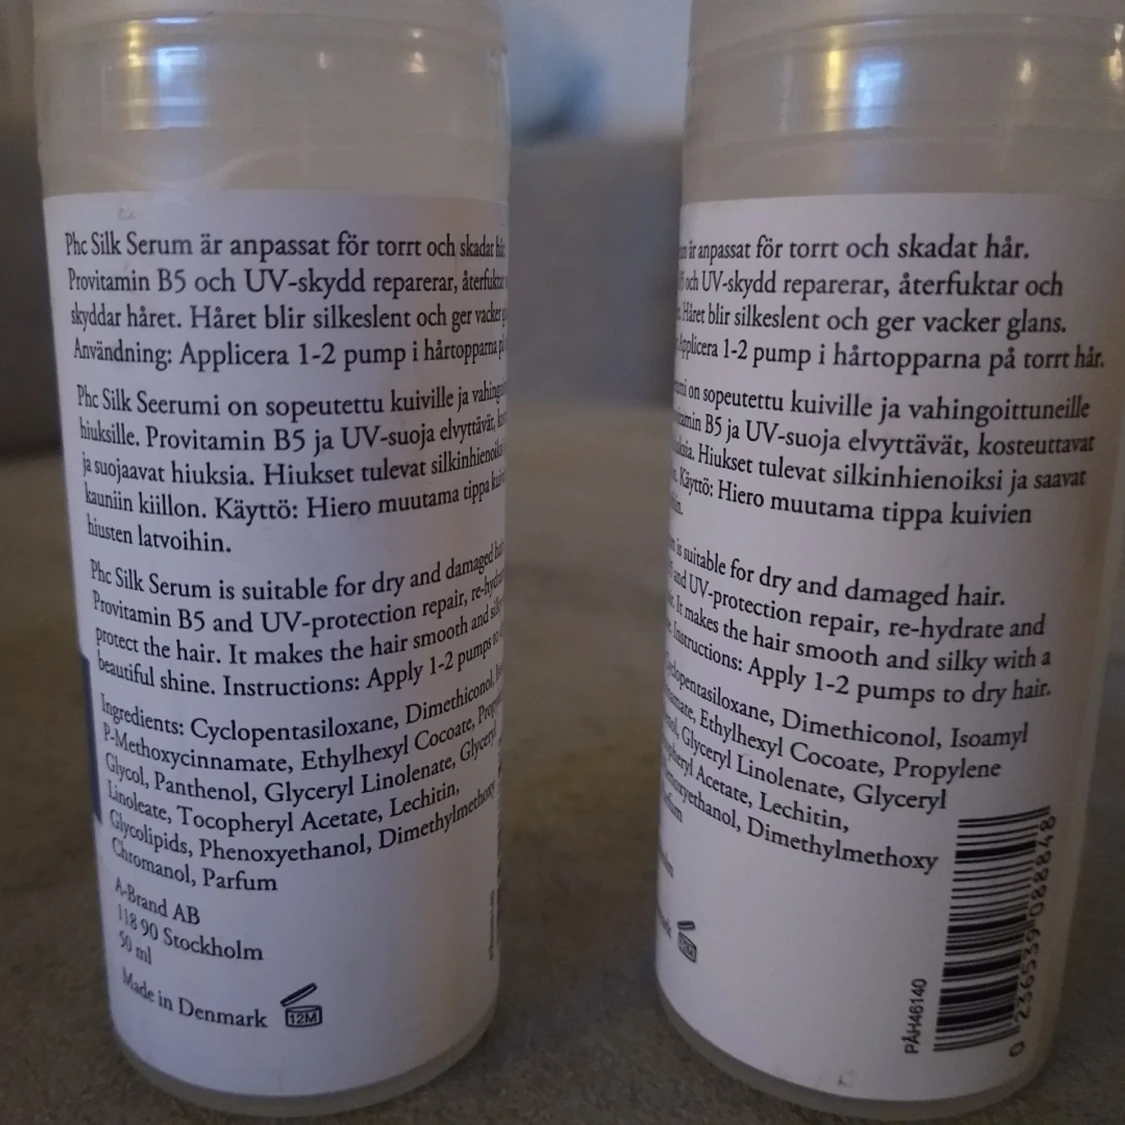 Phc Silk Serum är anpassat för torrt och skadat hår.
Provitamin B5 och UV-skydd reparerar, återfuktar
skyddar håret. Håret blir silkeslent och ger vacker
Användning: Applicera 1-2 pump i hårtopparna på
Phc Silk Seerumi on sopeutettu kuiville ja
hiuksille. Provitamin B5 ja UV-suoja elvyttävät,
ja suojaavat hiuksia. Hiukset tulevat silkinhienoiksi
kauniin kiillon. Käyttö: Hiero muutama tippa
hiusten latvoihin.
Phc Silk Serum is suitable for dry and damaged
Provitamin B5 and UV-protection repair,
protect the hair. It makes the hair smooth and
beautiful shine. Instructions: Apply 1-2 pumps to
Ingredients: Cyclopentasiloxane, Dimethiconol,
P-Methoxycinnamate, Ethylhexyl Cocoate,
Glycol, Panthenol, Glyceryl Linolenate, Glyceryl
Linoleate, Tocopheryl Acetate, Lechitin,
Glycolipids, Phenoxyethanol, Dimethylmethoxy
Chromanol, Parfum
A-Brand AB
118 90 Stockholm
50 ml
Made in Denmark
12M
är anpassat för torrt och skadat hår.
och UV-skydd reparerar, återfuktar och
Håret blir silkeslent och ger vacker glans.
Applicera 1-2 pump i hårtopparna på torrt hår.
on sopeutettu kuiville ja vahingoittuneille
B5 ja UV-suoja elvyttävät, kosteuttavat
Hiukset tulevat silkinhienoiksi ja saavat
Käyttö: Hiero muutama tippa kuivien
is suitable for dry and damaged hair.
and UV-protection repair, re-hydrate and
It makes the hair smooth and silky with a
Instructions: Apply 1-2 pumps to dry hair.
Cyclopentasiloxane, Dimethiconol, Isoamyl
Ethylhexyl Cocoate, Propylene
Glyceryl Linolenate, Glyceryl
Acetate, Lechitin,
Dimethylmethoxy
12M
PÅH46140
0 236539 088848